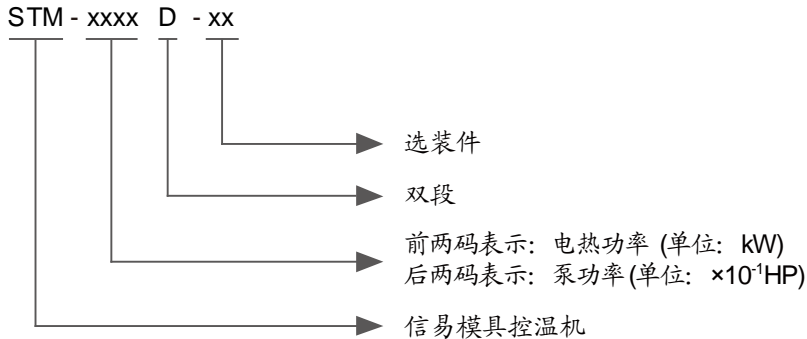 STM - xxxx D - xx
选装件
双段
前两码表示: 电热功率 (单位: kW)
后两码表示: 泵功率(单位: ×10⁻¹HP)
信易模具控温机